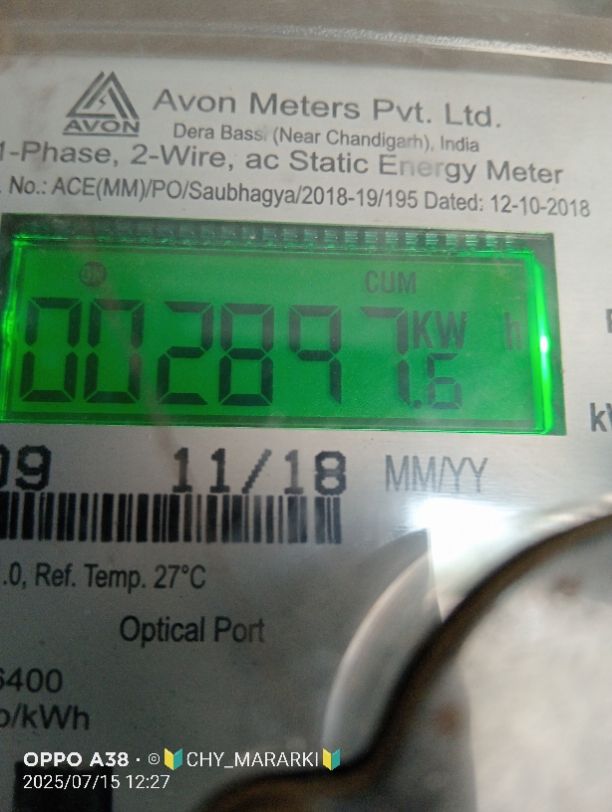 AVON
Avon Meters Pvt. Ltd.
Dera Bassi (Near Chandigarh), India
1-Phase, 2-Wire, ac Static Energy Meter
. No.: ACE(MM)/PO/Saubhagya/2018-19/195 Dated: 12-10-2018
ON
CUM
002897.6 KW h
09 11/18 MM/YY
.0, Ref. Temp. 27°C
Optical Port
6400
p/kWh
OPPO A38 · ©🔰CHY_MARARKI🔰
2025/07/15 12:27